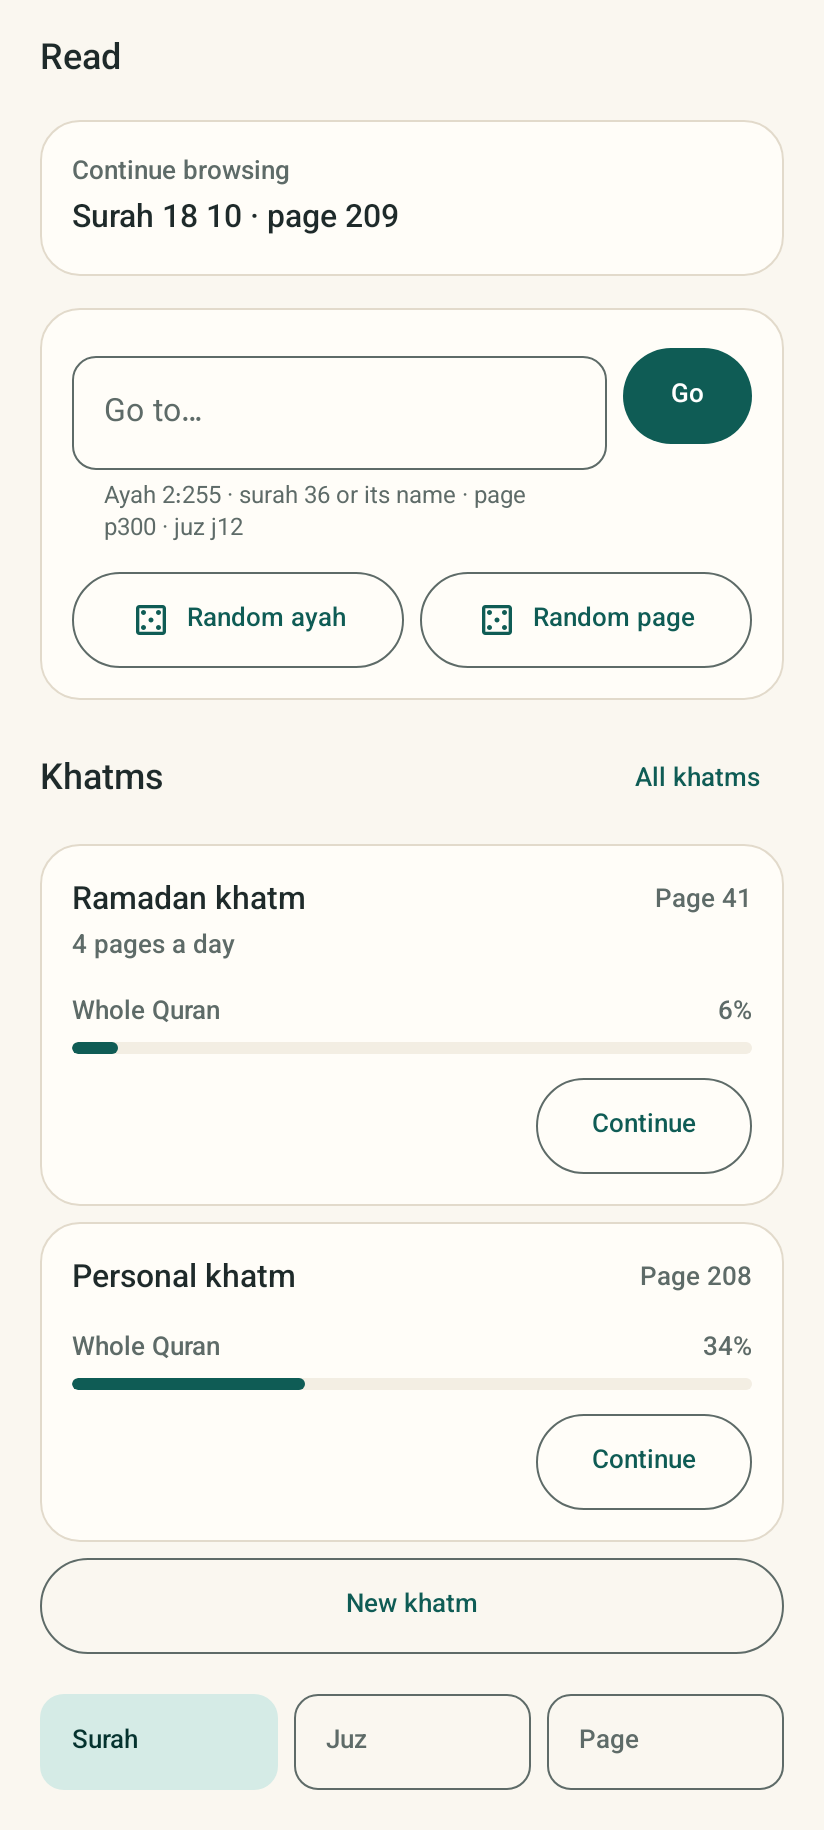 Read
Continue browsing
Surah 18 10 · page 209
Go to…
Go
Ayah 2:255 · surah 36 or its name · page
p300 · juz j12
Random ayah
Random page
Khatms
All khatms
Ramadan khatm
Page 41
4 pages a day
Whole Quran
6%
Continue
Personal khatm
Page 208
Whole Quran
34%
Continue
New khatm
Surah
Juz
Page